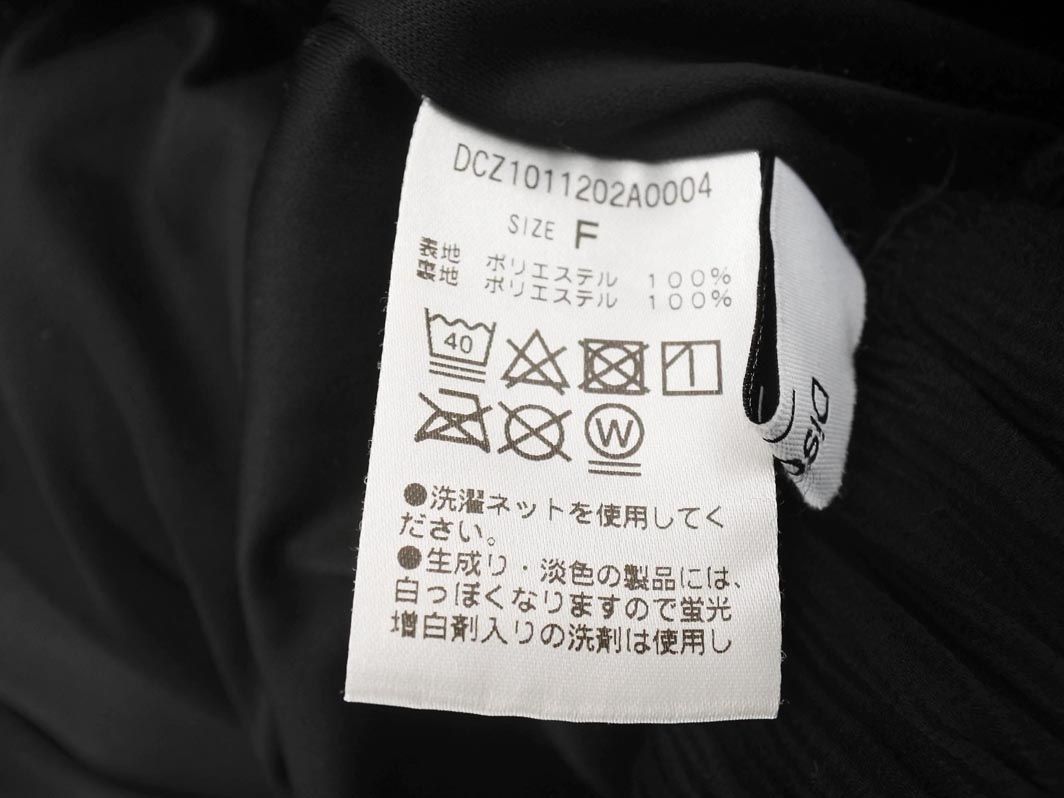 DCZ1011202A0004
SIZE F
表地 ポリエステル 100%
裏地 ポリエステル 100%
40
W
●洗濯ネットを使用してく
ださい。
●生成り・淡色の製品には、
白っぽくなりますので蛍光
増白剤入りの洗剤は使用し
Dis